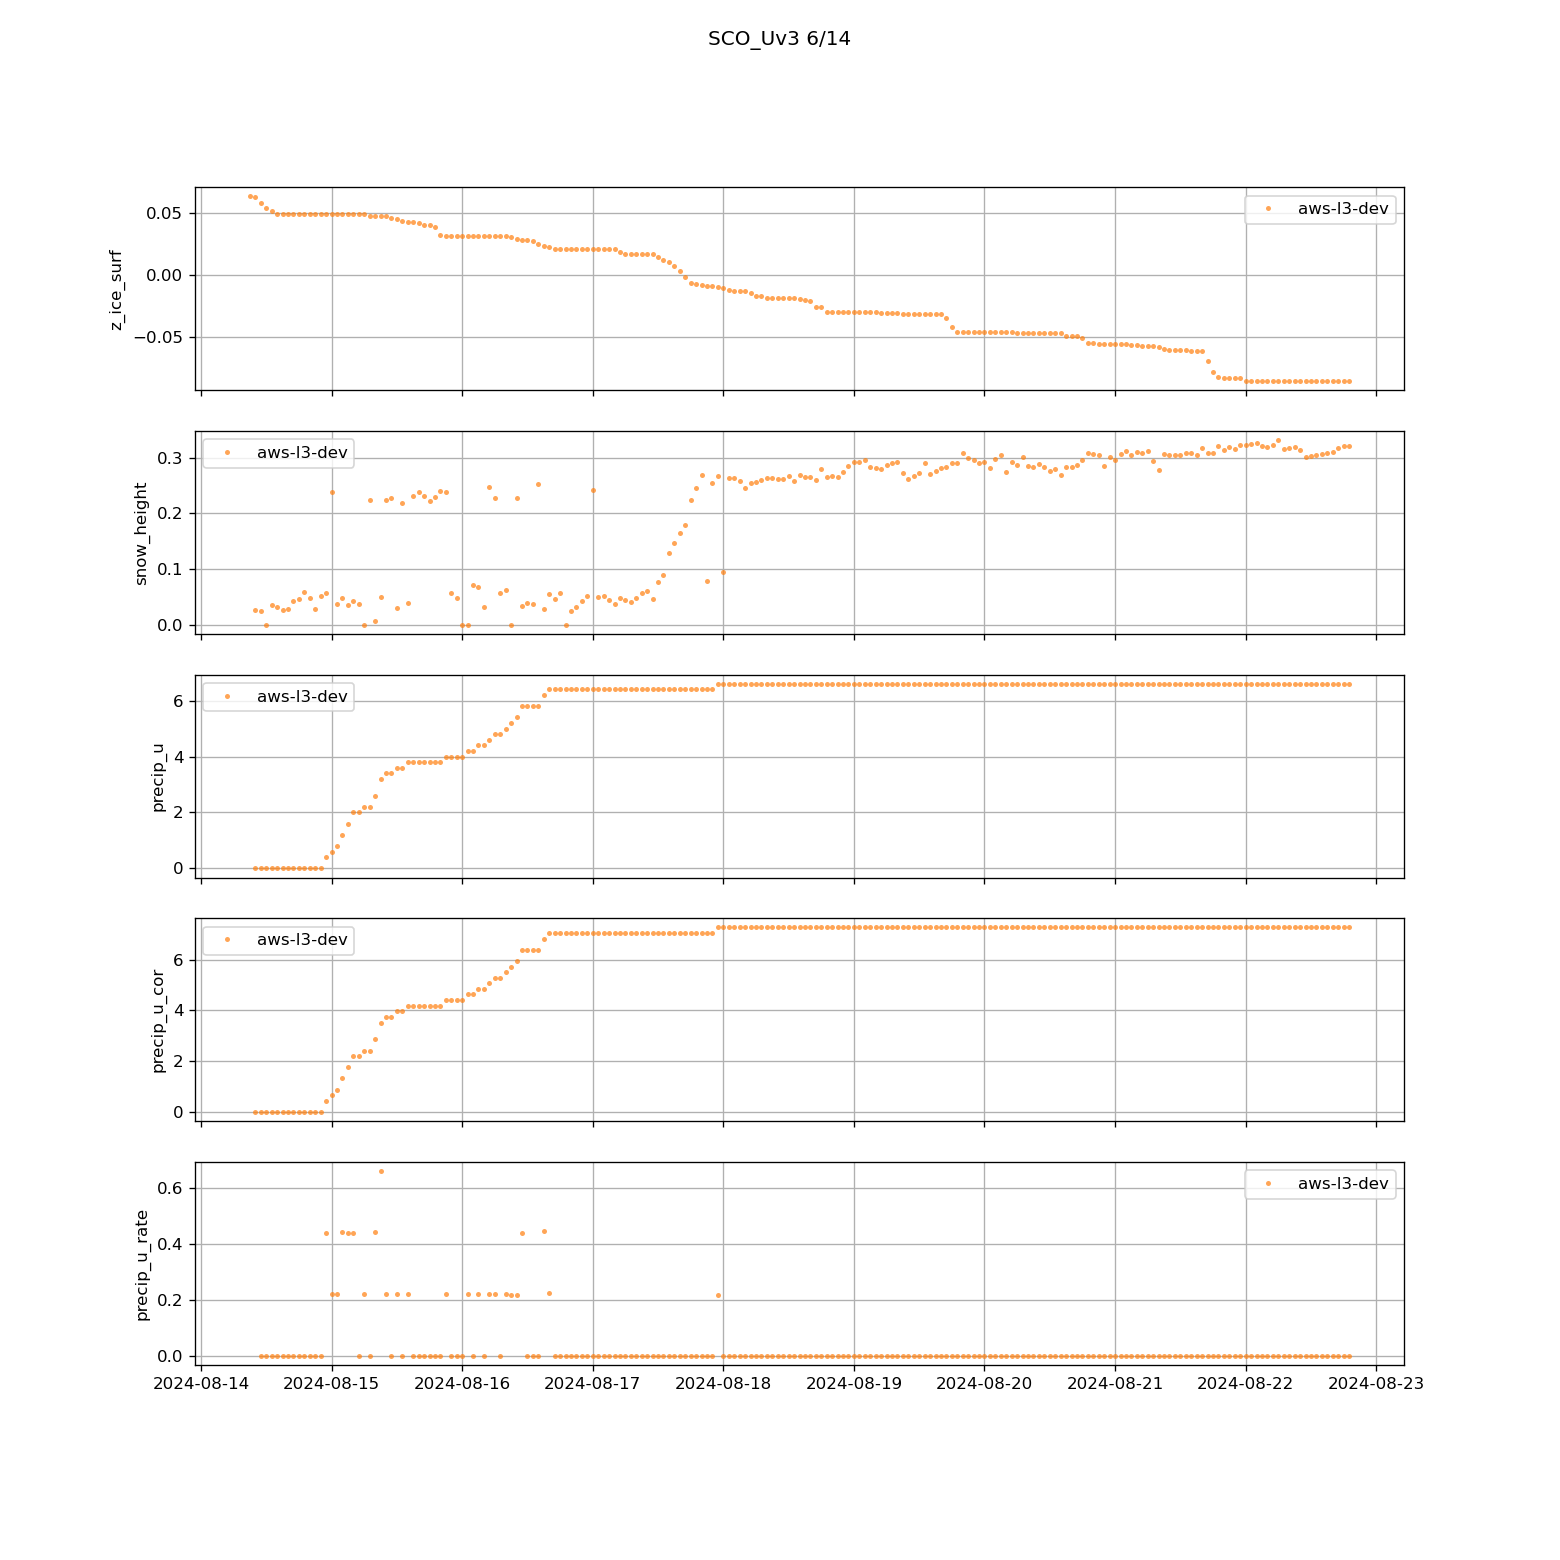 SCO_Uv3 6/14
0.05
0.00
−0.05
z_ice_surf
aws-l3-dev
0.3
0.2
0.1
0.0
snow_height
aws-l3-dev
6
4
2
0
precip_u
aws-l3-dev
6
4
2
0
precip_u_cor
aws-l3-dev
0.6
0.4
0.2
0.0
precip_u_rate
aws-l3-dev
2024-08-14 2024-08-15 2024-08-16 2024-08-17 2024-08-18 2024-08-19 2024-08-20 2024-08-21 2024-08-22 2024-08-23